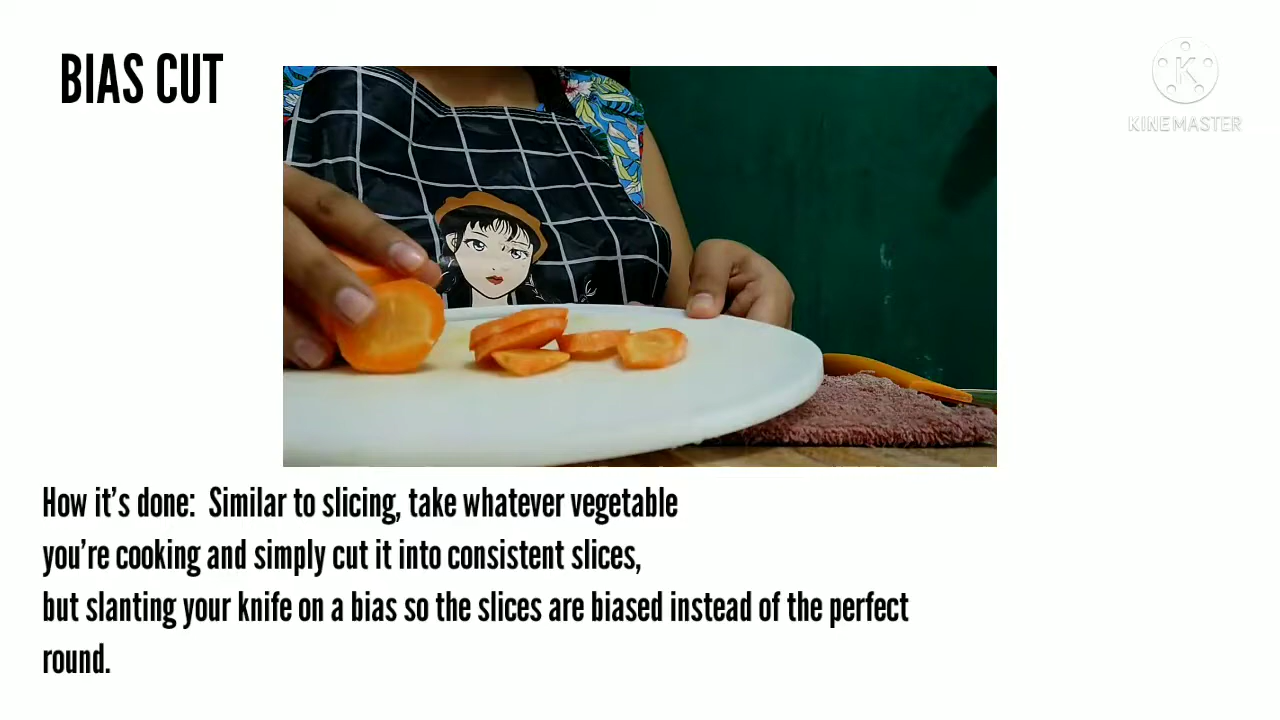 BIAS CUT
K
KINEMASTER
How it's done:  Similar to slicing, take whatever vegetable
you're cooking and simply cut it into consistent slices,
but slanting your knife on a bias so the slices are biased instead of the perfect
round.